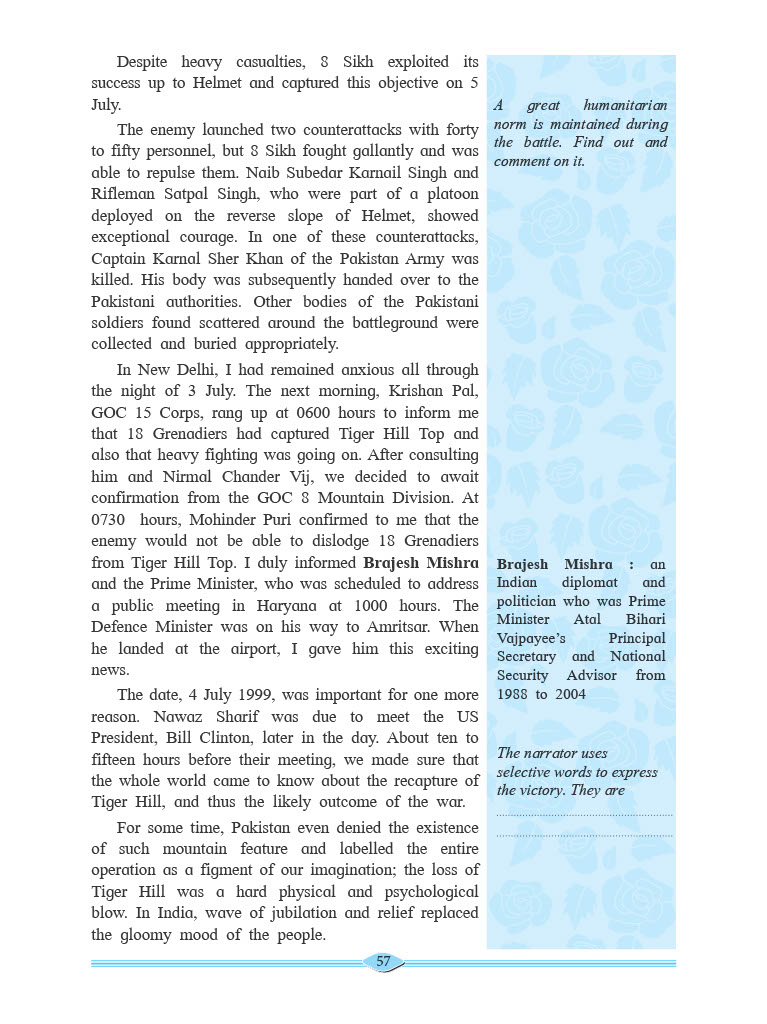 Despite heavy casualties, 8 Sikh exploited its
success up to Helmet and captured this objective on 5
July.
The enemy launched two counterattacks with forty
to fifty personnel, but 8 Sikh fought gallantly and was
able to repulse them. Naib Subedar Karnail Singh and
Rifleman Satpal Singh, who were part of a platoon
deployed on the reverse slope of Helmet, showed
exceptional courage. In one of these counterattacks,
Captain Karnal Sher Khan of the Pakistan Army was
killed. His body was subsequently handed over to the
Pakistani authorities. Other bodies of the Pakistani
soldiers found scattered around the battleground were
collected and buried appropriately.
In New Delhi, I had remained anxious all through
the night of 3 July. The next morning, Krishan Pal,
GOC 15 Corps, rang up at 0600 hours to inform me
that 18 Grenadiers had captured Tiger Hill Top and
also that heavy fighting was going on. After consulting
him and Nirmal Chander Vij, we decided to await
confirmation from the GOC 8 Mountain Division. At
0730 hours, Mohinder Puri confirmed to me that the
enemy would not be able to dislodge 18 Grenadiers
from Tiger Hill Top. I duly informed Brajesh Mishra
and the Prime Minister, who was scheduled to address
a public meeting in Haryana at 1000 hours. The
Defence Minister was on his way to Amritsar. When
he landed at the airport, I gave him this exciting
news.
The date, 4 July 1999, was important for one more
reason. Nawaz Sharif was due to meet the US
President, Bill Clinton, later in the day. About ten to
fifteen hours before their meeting, we made sure that
the whole world came to know about the recapture of
Tiger Hill, and thus the likely outcome of the war.
For some time, Pakistan even denied the existence
of such mountain feature and labelled the entire
operation as a figment of our imagination; the loss of
Tiger Hill was a hard physical and psychological
blow. In India, wave of jubilation and relief replaced
the gloomy mood of the people.
A great humanitarian
norm is maintained during
the battle. Find out and
comment on it.
Brajesh Mishra : an
Indian diplomat and
politician who was Prime
Minister Atal Bihari
Vajpayee's Principal
Secretary and National
Security Advisor from
1988 to 2004
The narrator uses
selective words to express
the victory. They are
57